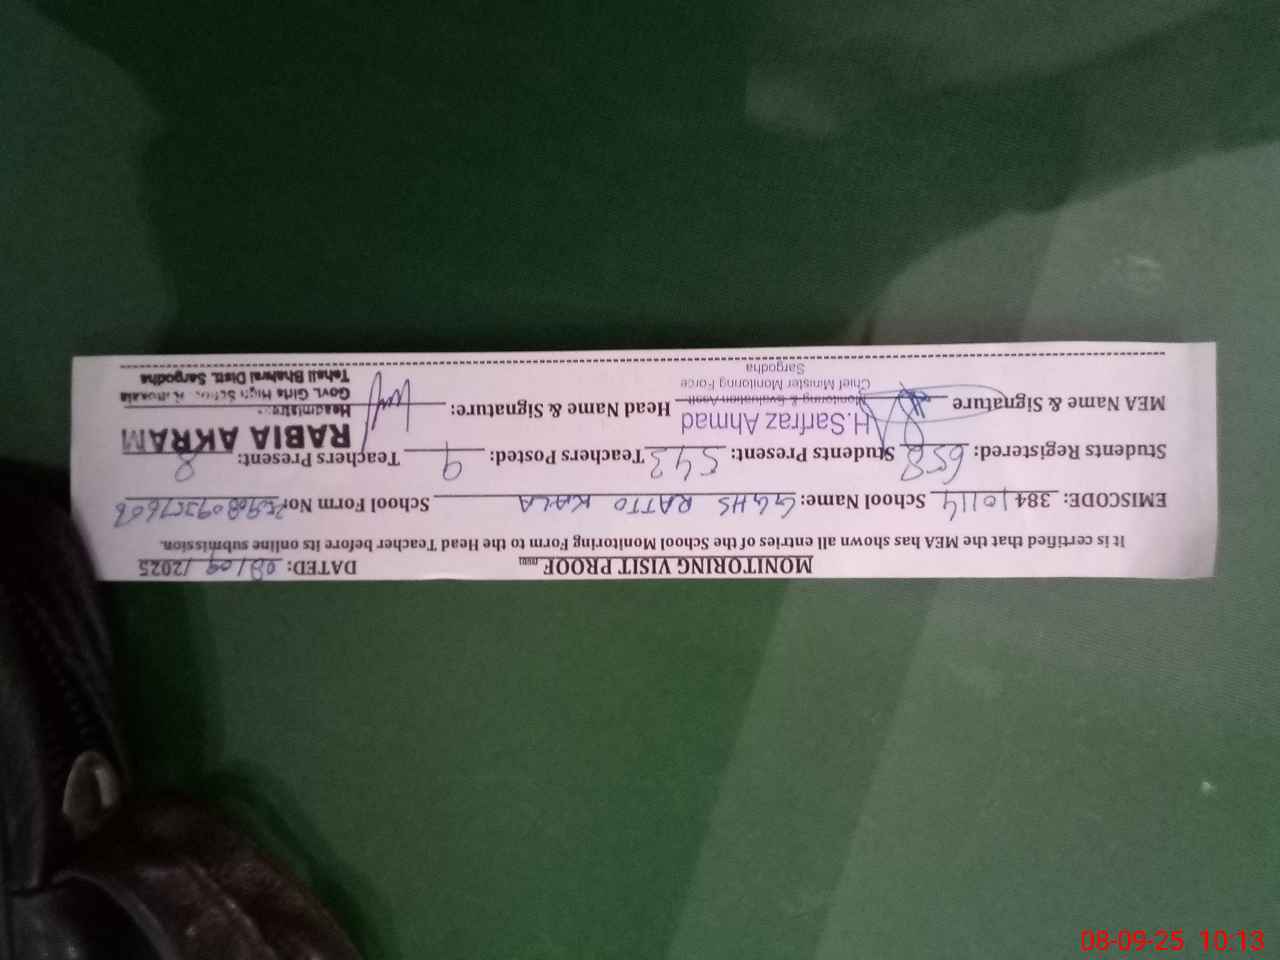 MONITORING VISIT PROOF DATED: 08/09/2025
It is certified that the MEA has shown all entries of the School Monitoring Form to the Head Teacher before its online submission.
EMISCODE: 384 10114 School Name: GGHS RATTO KALA School Form No:
Students Registered: 658 Students Present: 543 Teachers Posted: 9 Teachers Present: 8
MEA Name & Signature H.Sarfraz Ahmad Head Name & Signature: RABIA AKRAM
Monitoring & Evaluation Assit Headmistress
Chief Minister Monitoring Force Govt. Girls High School
Sargodha Tehsil Bhalwal Distt. Sargodha
08-09-25 10:13